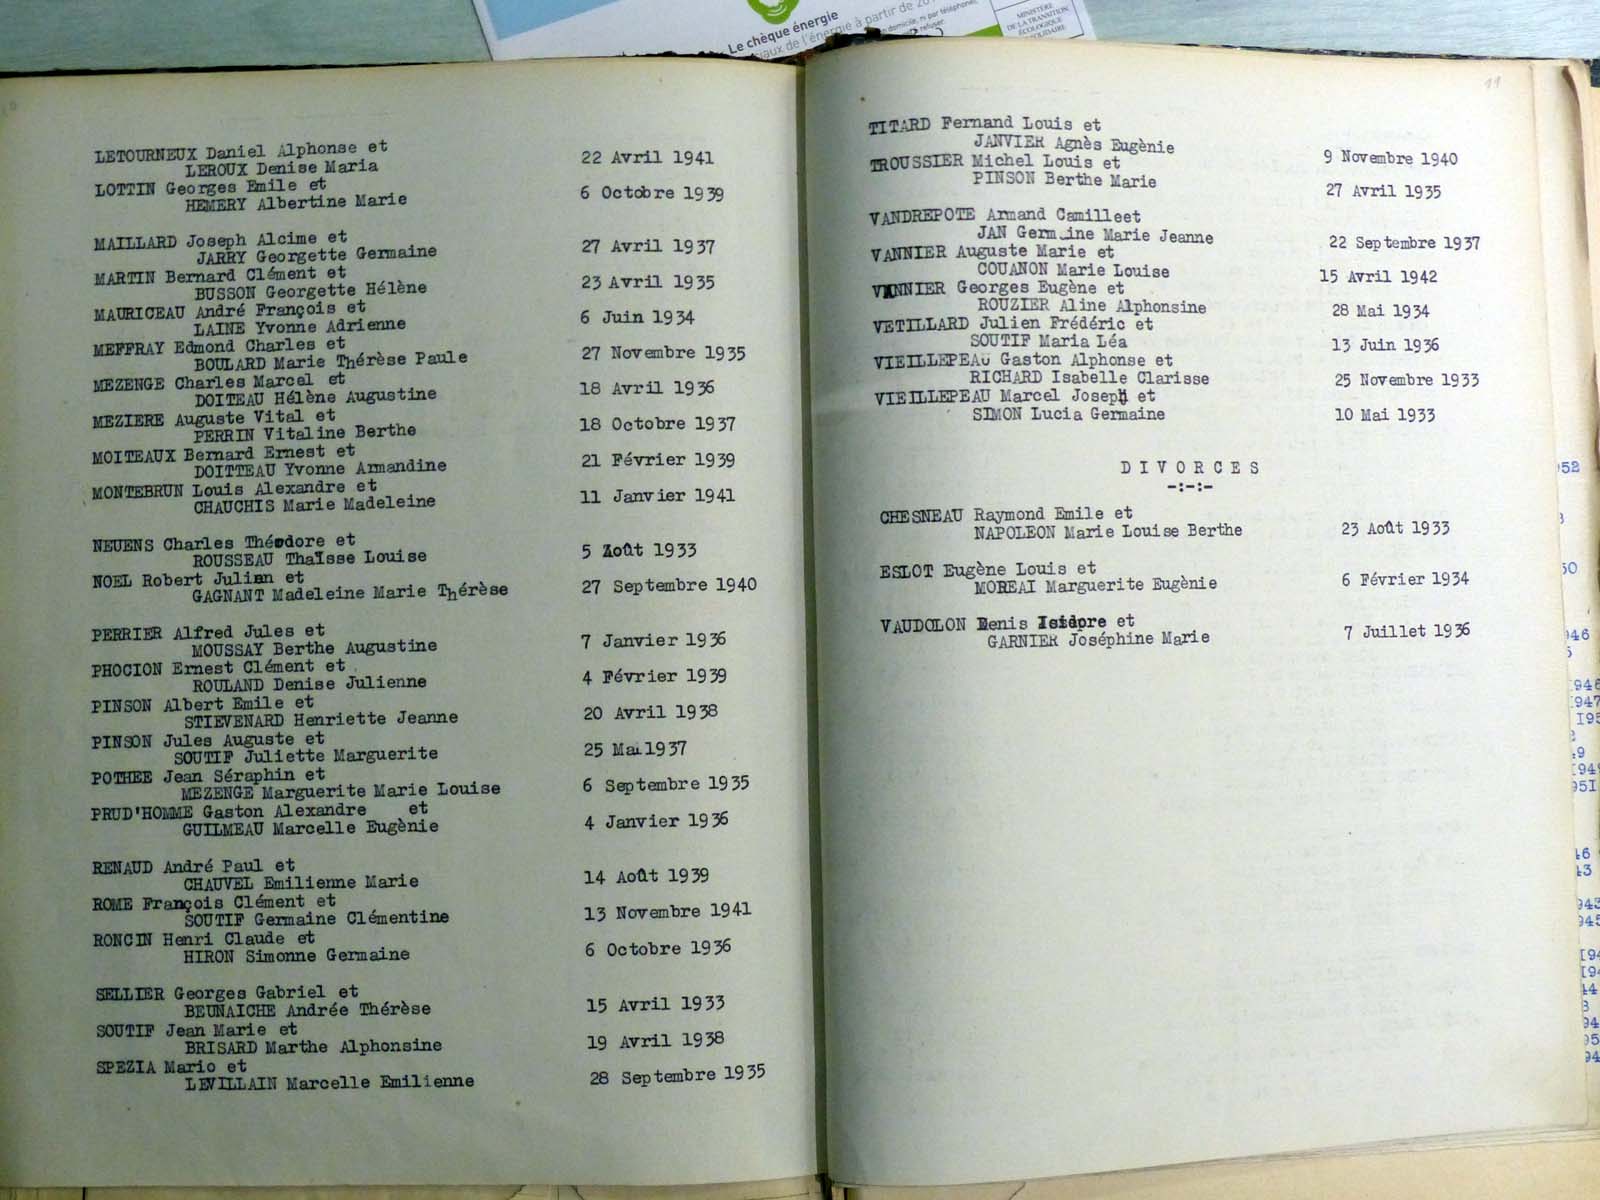 Le chèque énergie
MINISTÈRE
DE LA TRANSITION
ÉCOLOGIQUE
LETOURNEUX Daniel Alphonse et
LEROUX Denise Maria 22 Avril 1941
LOTTIN Georges Emile et
HEMERY Albertine Marie 6 Octobre 1939
MAILLARD Joseph Alcime et
JARRY Georgette Germaine 27 Avril 1937
MARTIN Bernard Clément et
BUSSON Georgette Hélène 23 Avril 1935
MAURICEAU André François et
LAINE Yvonne Adrienne 6 Juin 1934
MEFFRAY Edmond Charles et
BOULARD Marie Thérèse Paule 27 Novembre 1935
MEZENGE Charles Marcel et
DOITEAU Hélène Augustine 18 Avril 1936
MEZIERE Auguste Vital et
PERRIN Vitaline Berthe 18 Octobre 1937
MOITEAUX Bernard Ernest et
DOITTEAU Yvonne Armandine 21 Février 1939
MONTEBRUN Louis Alexandre et
CHAUCHIS Marie Madeleine 11 Janvier 1941
NEUENS Charles Théodore et
ROUSSEAU Thaïsse Louise 5 Août 1933
NOEL Robert Julien et
GAGNANT Madeleine Marie Thérèse 27 Septembre 1940
PERRIER Alfred Jules et
MOUSSAY Berthe Augustine 7 Janvier 1936
PHOCION Ernest Clément et
ROULAND Denise Julienne 4 Février 1939
PINSON Albert Emile et
STIEVENARD Henriette Jeanne 20 Avril 1938
PINSON Jules Auguste et
SOUTIF Juliette Marguerite 25 Mai 1937
POTHEE Jean Séraphin et
MEZENGE Marguerite Marie Louise 6 Septembre 1935
PRUD'HOMME Gaston Alexandre et
GUILMEAU Marcelle Eugènie 4 Janvier 1936
RENAUD André Paul et
CHAUVEL Emilienne Marie 14 Août 1939
ROME François Clément et
SOUTIF Germaine Clémentine 13 Novembre 1941
RONCIN Henri Claude et
HIRON Simonne Germaine 6 Octobre 1936
SELLIER Georges Gabriel et
BEUNAICHE Andrée Thérèse 15 Avril 1933
SOUTIF Jean Marie et
BRISARD Marthe Alphonsine 19 Avril 1938
SPEZIA Mario et
LEVILLAIN Marcelle Emilienne 28 Septembre 1935
TITARD Fernand Louis et
JANVIER Agnès Eugènie 9 Novembre 1940
TROUSSIER Michel Louis et
PINSON Berthe Marie 27 Avril 1935
VANDREPOTE Armand Camilleet
JAN Germaine Marie Jeanne 22 Septembre 1937
VANNIER Auguste Marie et
COUANON Marie Louise 15 Avril 1942
VANNIER Georges Eugène et
ROUZIER Aline Alphonsine 28 Mai 1934
VETILLARD Julien Frédéric et
SOUTIF Maria Léa 13 Juin 1936
VIEILLEPEAU Gaston Alphonse et
RICHARD Isabelle Clarisse 25 Novembre 1933
VIEILLEPEAU Marcel Joseph et
SIMON Lucia Germaine 10 Mai 1933
DIVORCES
-:-:-
CHESNEAU Raymond Emile et
NAPOLEON Marie Louise Berthe 23 Août 1933
ESLOT Eugène Louis et
MOREAI Marguerite Eugènie 6 Février 1934
VAUDOLON Denis Isidore et
GARNIER Joséphine Marie 7 Juillet 1936